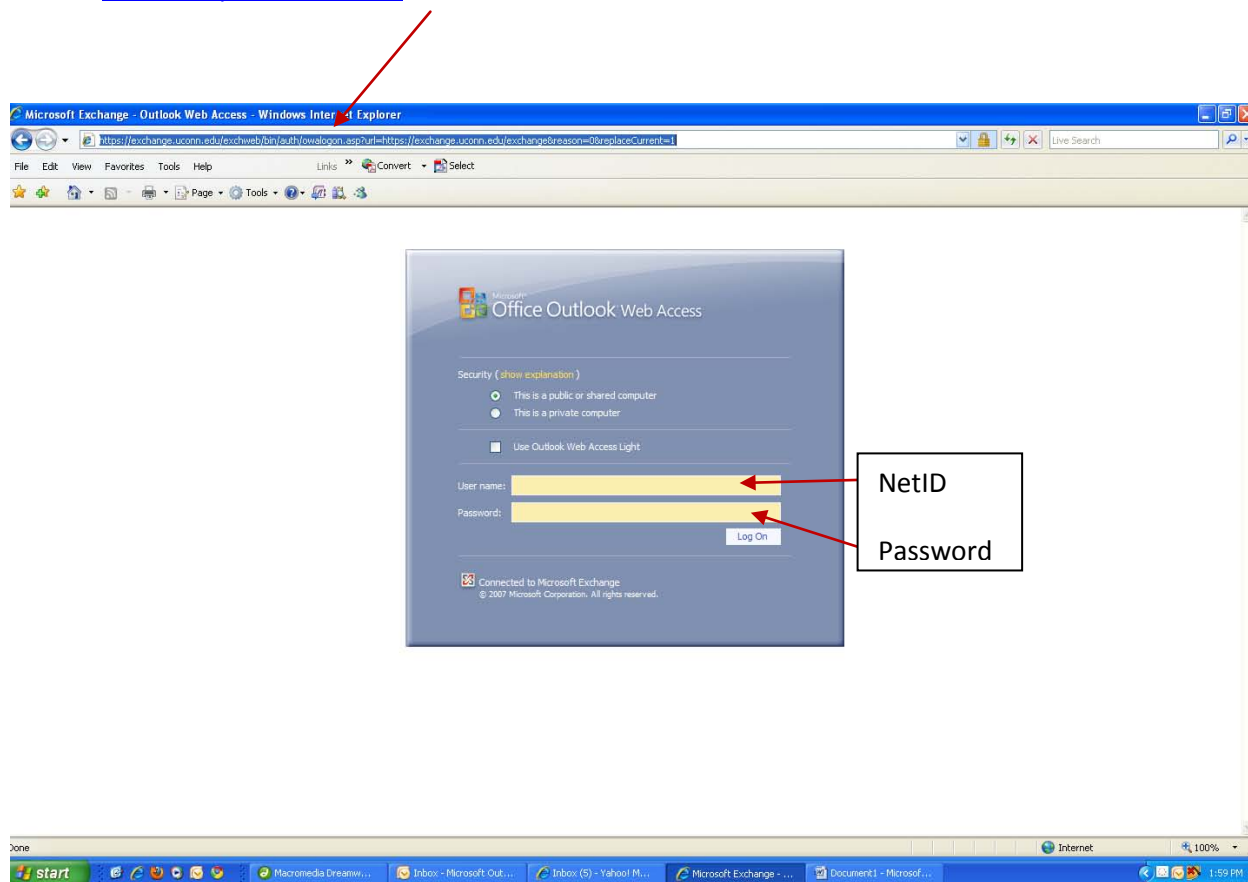 Microsoft Exchange - Outlook Web Access - Windows Internet Explorer
https://exchange.uconn.edu/exchweb/bin/auth/owalogon.asp?url=https://exchange.uconn.edu/exchange&reason=0&replaceCurrent=1
Live Search
File Edit View Favorites Tools Help Links » Convert Select
Page Tools
Microsoft
Office Outlook Web Access
Security ( show explanation )
This is a public or shared computer
This is a private computer
Use Outlook Web Access Light
User name:
Password:
Log On
NetID
Password
Connected to Microsoft Exchange
© 2007 Microsoft Corporation. All rights reserved.
Done Internet 100%
start Macromedia Dreamw... Inbox - Microsoft Out... Inbox (5) - Yahoo! M... Microsoft Exchange - ... Document1 - Microsof... 1:59 PM